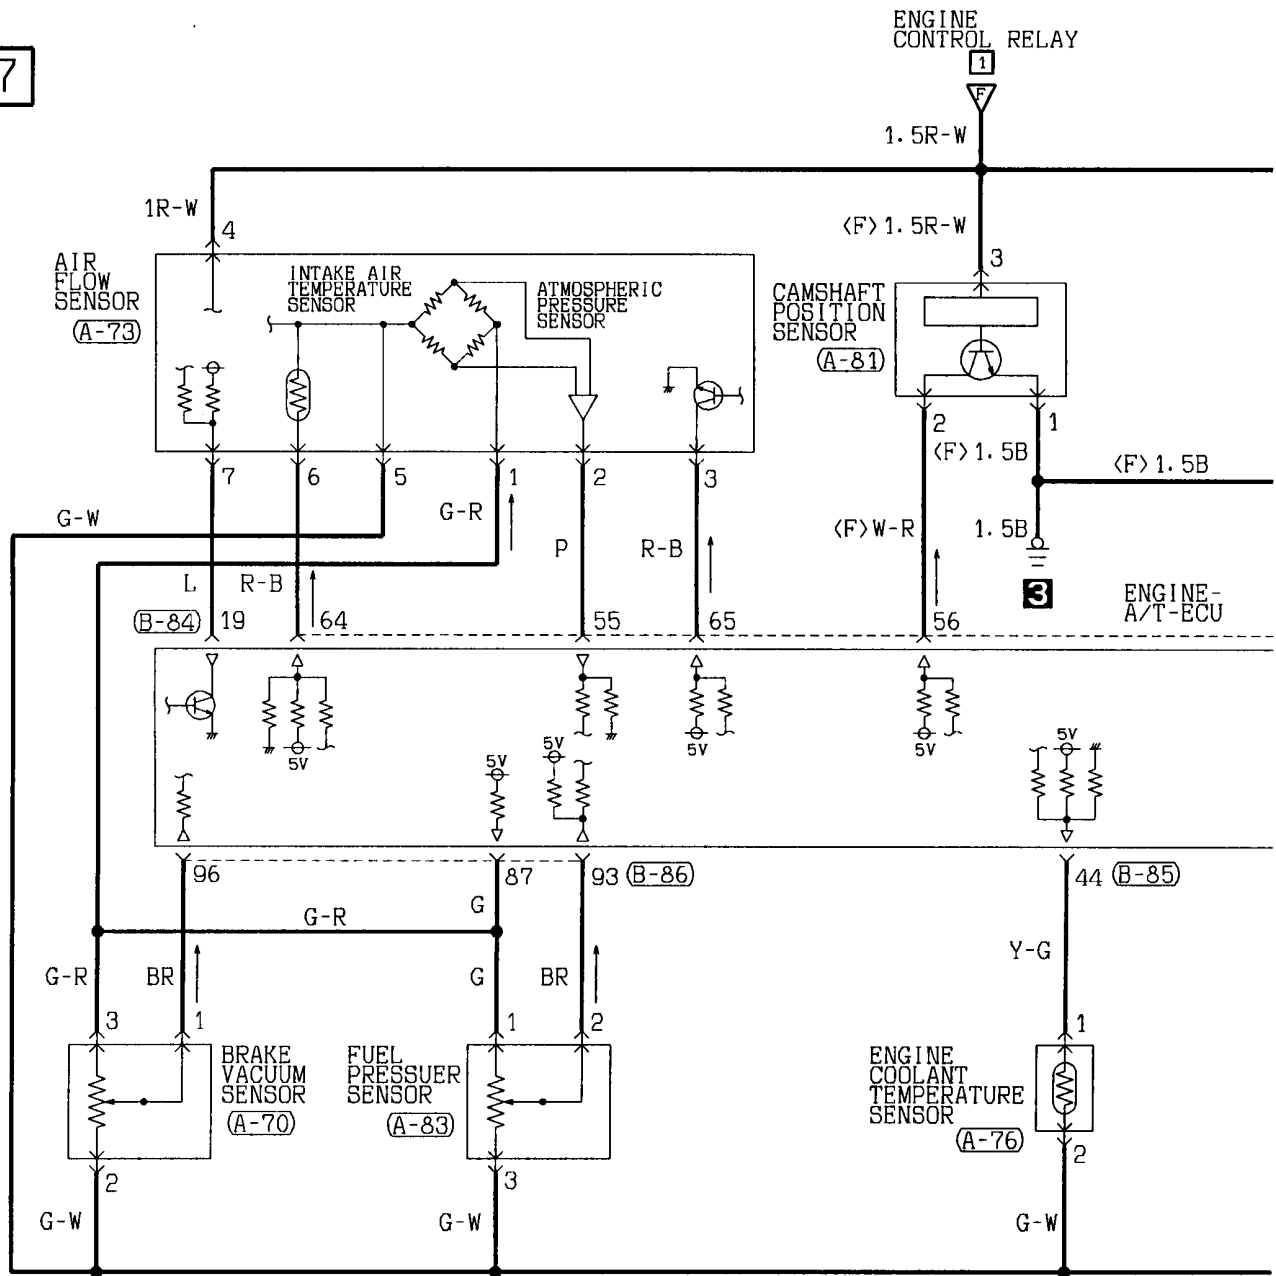 7
ENGINE
CONTROL RELAY
1
F
1.5R-W
1R-W
4
<F>1.5R-W
3
AIR
FLOW
SENSOR
A-73
INTAKE AIR
TEMPERATURE
SENSOR
ATMOSPHERIC
PRESSURE
SENSOR
CAMSHAFT
POSITION
SENSOR
A-81
7
6
5
1
2
3
2
1
G-W
G-R
<F>1.5B
<F>1.5B
P
R-B
<F>W-R
1.5B
L
R-B
3
ENGINE-
A/T-ECU
B-84
19
64
55
65
56
5V
5V
5V
5V
5V
5V
96
87
93
B-86
44
B-85
G
G-R
G-R
BR
G
BR
Y-G
3
1
1
2
1
BRAKE
VACUUM
SENSOR
A-70
FUEL
PRESSUER
SENSOR
A-83
ENGINE
COOLANT
TEMPERATURE
SENSOR
A-76
2
3
2
G-W
G-W
G-W